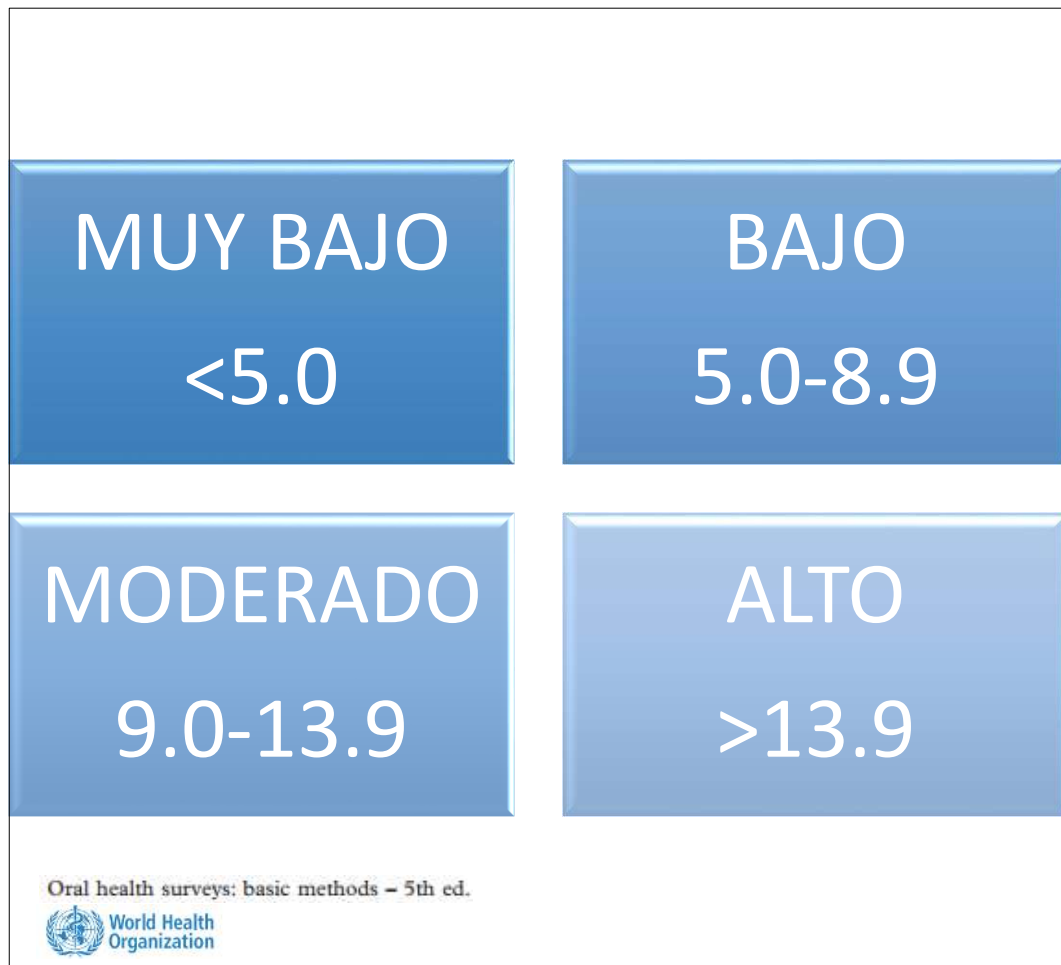 MUY BAJO
<5.0
BAJO
5.0-8.9
MODERADO
9.0-13.9
ALTO
>13.9
Oral health surveys: basic methods – 5th ed.
World Health
Organization